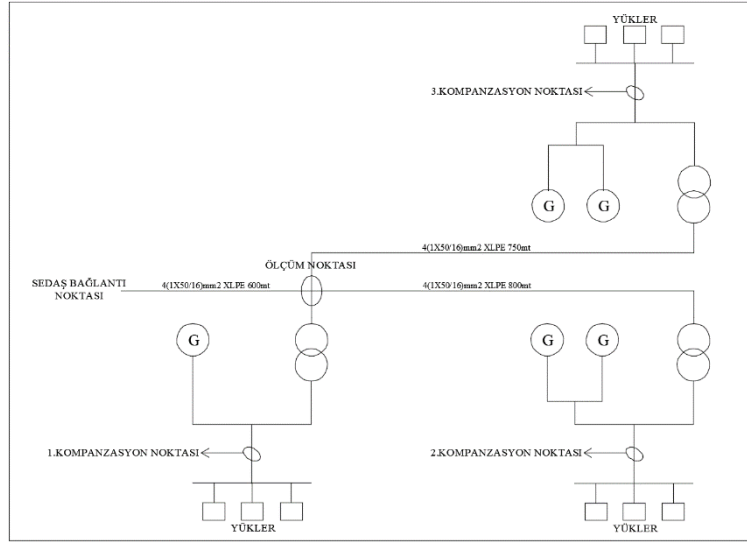 YÜKLER
3.KOMPANZASYON NOKTASI
G
G
4(1X50/16)mm2 XLPE 750mt
ÖLÇÜM NOKTASI
SEDAŞ BAĞLANTI
NOKTASI
4(1X50/16)mm2 XLPE 600mt
4(1X50/16)mm2 XLPE 800mt
G
G
G
1.KOMPANZASYON NOKTASI
2.KOMPANZASYON NOKTASI
YÜKLER
YÜKLER